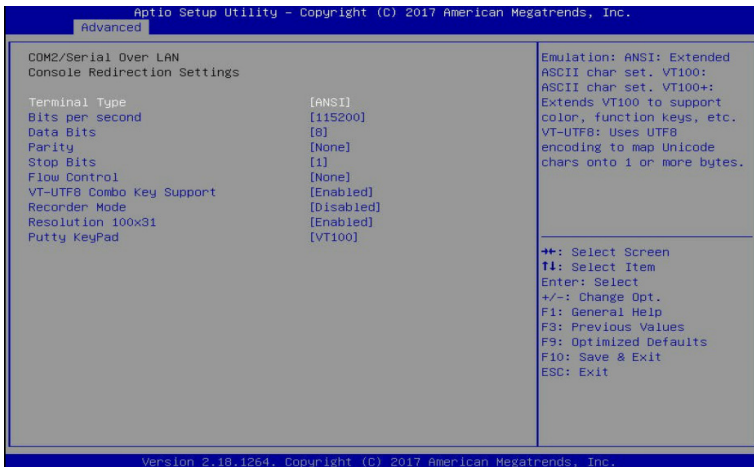 Aptio Setup Utility – Copyright (C) 2017 American Megatrends, Inc.
Advanced
COM2/Serial Over LAN
Console Redirection Settings
Terminal Type [ANSI]
Bits per second [115200]
Data Bits [8]
Parity [None]
Stop Bits [1]
Flow Control [None]
VT-UTF8 Combo Key Support [Enabled]
Recorder Mode [Disabled]
Resolution 100x31 [Enabled]
Putty KeyPad [VT100]
Emulation: ANSI: Extended
ASCII char set. VT100:
ASCII char set. VT100+:
Extends VT100 to support
color, function keys, etc.
VT-UTF8: Uses UTF8
encoding to map Unicode
chars onto 1 or more bytes.
→←: Select Screen
↑↓: Select Item
Enter: Select
+/-: Change Opt.
F1: General Help
F3: Previous Values
F9: Optimized Defaults
F10: Save & Exit
ESC: Exit
Version 2.18.1264. Copyright (C) 2017 American Megatrends, Inc.